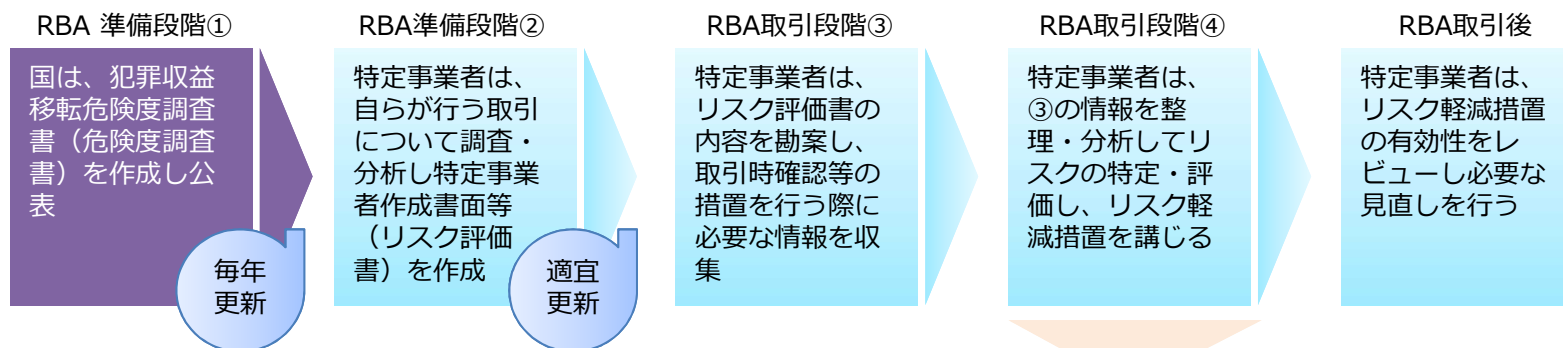 RBA 準備段階①
国は、犯罪収益
移転危険度調査
書（危険度調査
書）を作成し公
表
毎年
更新
RBA準備段階②
特定事業者は、
自らが行う取引
について調査・
分析し特定事業
者作成書面等
（リスク評価
書）を作成
適宜
更新
RBA取引段階③
特定事業者は、
リスク評価書の
内容を勘案し、
取引時確認等の
措置を行う際に
必要な情報を収
集
RBA取引段階④
特定事業者は、
③の情報を整
理・分析してリ
スクの特定・評
価し、リスク軽
減措置を講じる
RBA取引後
特定事業者は、
リスク軽減措置
の有効性をレ
ビューし必要な
見直しを行う